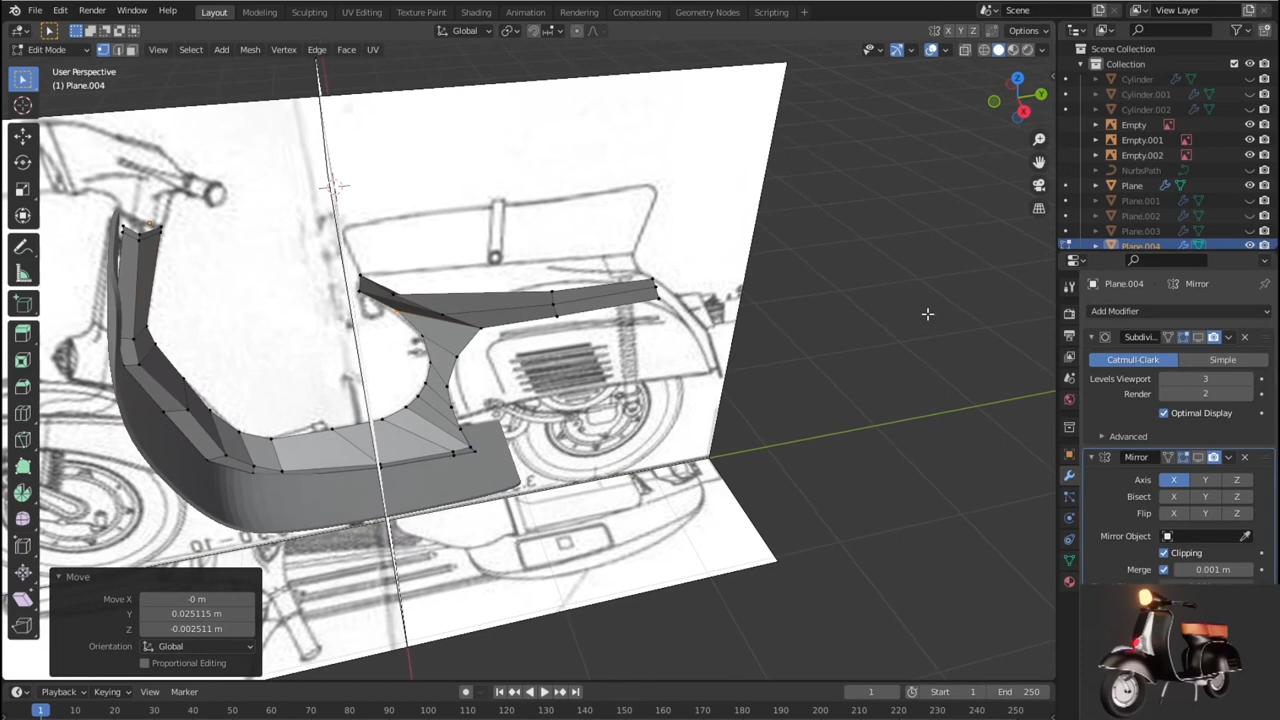 File Edit Render Window Help Layout Modeling Sculpting UV Editing Texture Paint Shading Animation Rendering Compositing Geometry Nodes Scripting + Scene View Layer
Global Options
Edit Mode View Select Add Mesh Vertex Edge Face UV
User Perspective
(1) Plane.004
Scene Collection
Collection
Cylinder
Cylinder.001
Cylinder.002
Empty
Empty.001
Empty.002
NurbsPath
Plane
Plane.001
Plane.002
Plane.003
Plane.004
Plane.004 Mirror
Add Modifier
Subdivi...
Catmull-Clark Simple
Levels Viewport 3
Render 2
Optimal Display
Advanced
Mirror
Axis X Y Z
Bisect X Y Z
Flip X Y Z
Mirror Object
Clipping
Merge 0.001 m
Z
X
Y
Move
Move X -0 m
Y 0.025115 m
Z -0.002511 m
Orientation Global
Proportional Editing
Playback Keying View Marker 1 Start 1 End 250
1 10 20 30 40 50 60 70 80 90 100 110 120 130 140 150 160 170 180 190 200 210 220 230 240 250